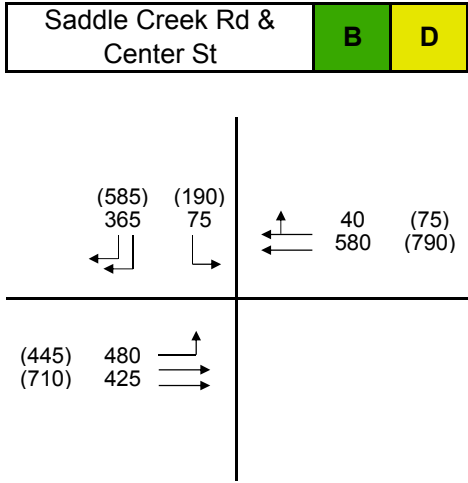 Saddle Creek Rd &
Center St
B
D
(585) (190)
365 75
40 (75)
580 (790)
(445) 480
(710) 425